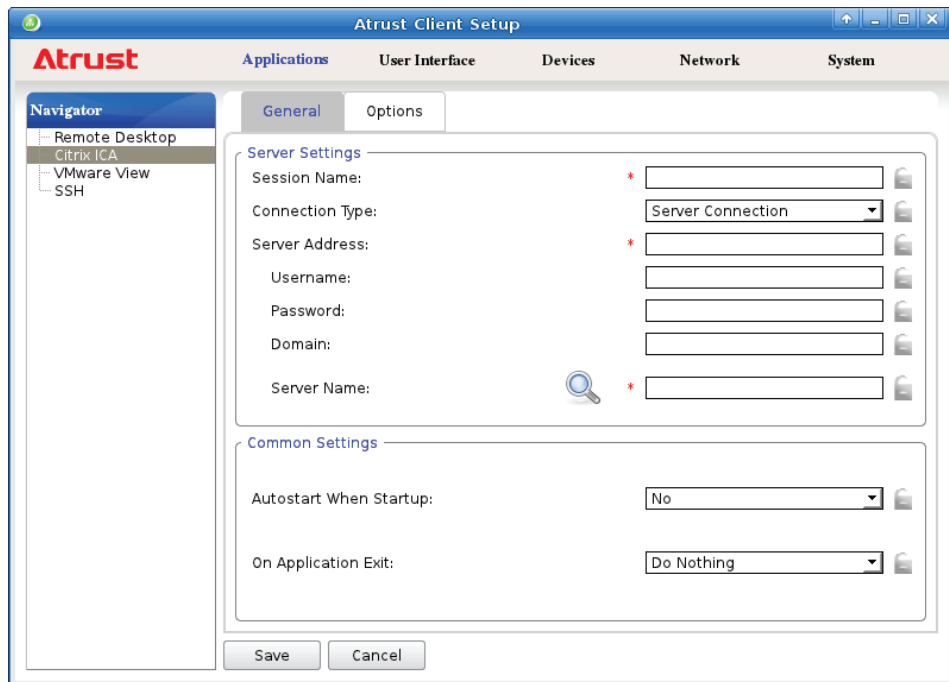 Atrust Client Setup
Atrust
Applications User Interface Devices Network System
Navigator
Remote Desktop
Citrix ICA
VMware View
SSH
General Options
Server Settings
Session Name: *
Connection Type: Server Connection
Server Address: *
Username:
Password:
Domain:
Server Name: *
Common Settings
Autostart When Startup: No
On Application Exit: Do Nothing
Save Cancel